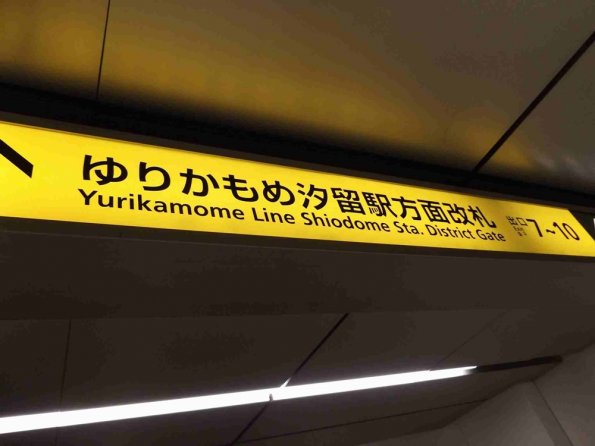 ゆりかもめ汐留駅方面改札
Yurikamome Line Shiodome Sta. District Gate
出口 7~10